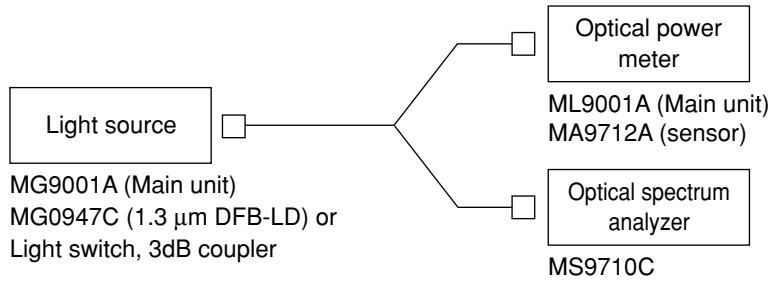 Light source
MG9001A (Main unit)
MG0947C (1.3 μm DFB-LD) or
Light switch, 3dB coupler
Optical power
meter
ML9001A (Main unit)
MA9712A (sensor)
Optical spectrum
analyzer
MS9710C